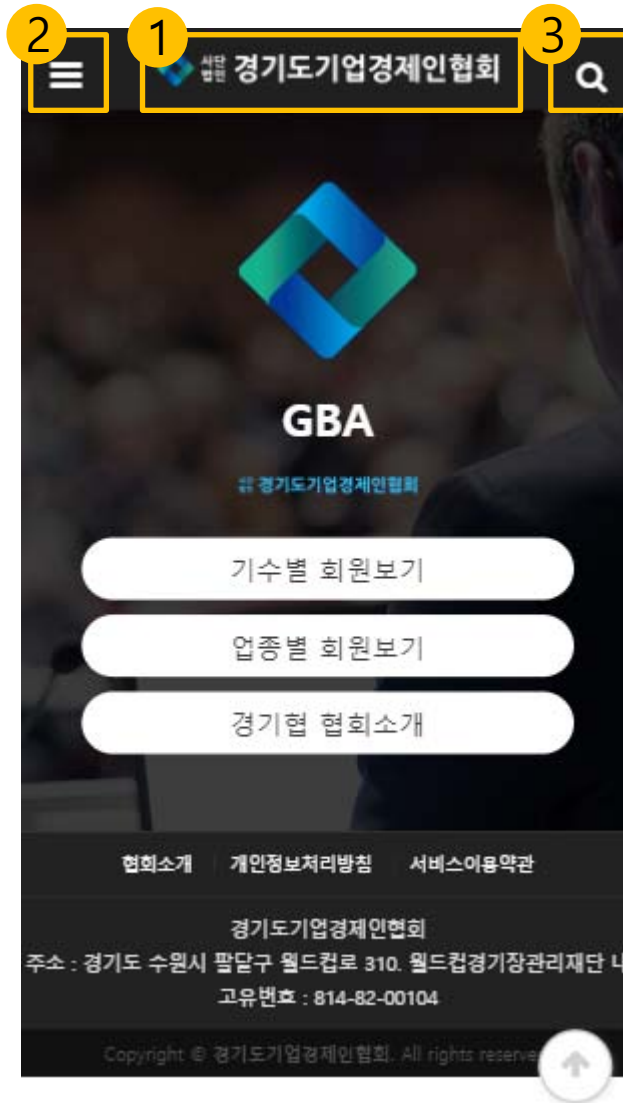 2 1 3
사단법인 경기도기업경제인협회
GBA
사단법인 경기도기업경제인협회
기수별 회원보기
업종별 회원보기
경기협 협회소개
협회소개 개인정보처리방침 서비스이용약관
경기도기업경제인협회
주소 : 경기도 수원시 팔달구 월드컵로 310. 월드컵경기장관리재단 내
고유번호 : 814-82-00104
Copyright © 경기도기업경제인협회. All rights reserve